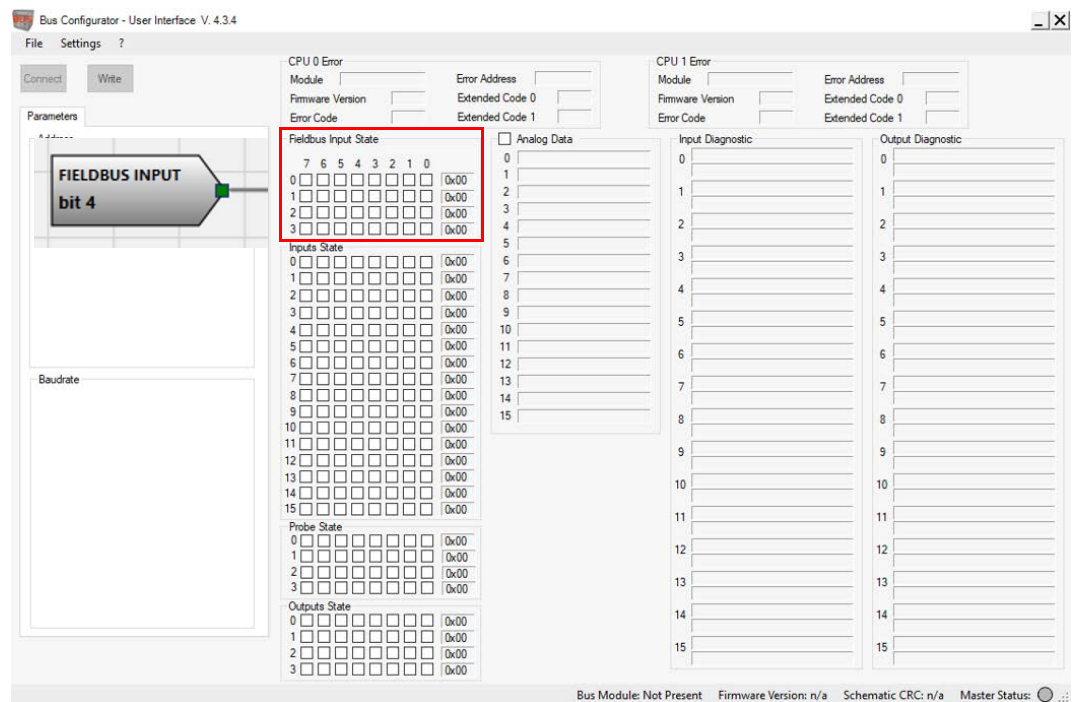 BUS Bus Configurator - User Interface V. 4.3.4
File Settings ?
Connect Write
Parameters
FIELDBUS INPUT
bit 4
Baudrate
CPU 0 Error
Module Error Address
Firmware Version Extended Code 0
Error Code Extended Code 1
CPU 1 Error
Module Error Address
Firmware Version Extended Code 0
Error Code Extended Code 1
Fieldbus Input State
7 6 5 4 3 2 1 0
0 0x00
1 0x00
2 0x00
3 0x00
Inputs State
0 0x00
1 0x00
2 0x00
3 0x00
4 0x00
5 0x00
6 0x00
7 0x00
8 0x00
9 0x00
10 0x00
11 0x00
12 0x00
13 0x00
14 0x00
15 0x00
Probe State
0 0x00
1 0x00
2 0x00
3 0x00
Outputs State
0 0x00
1 0x00
2 0x00
3 0x00
Analog Data
0
1
2
3
4
5
6
7
8
9
10
11
12
13
14
15
Input Diagnostic
0
1
2
3
4
5
6
7
8
9
10
11
12
13
14
15
Output Diagnostic
0
1
2
3
4
5
6
7
8
9
10
11
12
13
14
15
Bus Module: Not Present Firmware Version: n/a Schematic CRC: n/a Master Status: